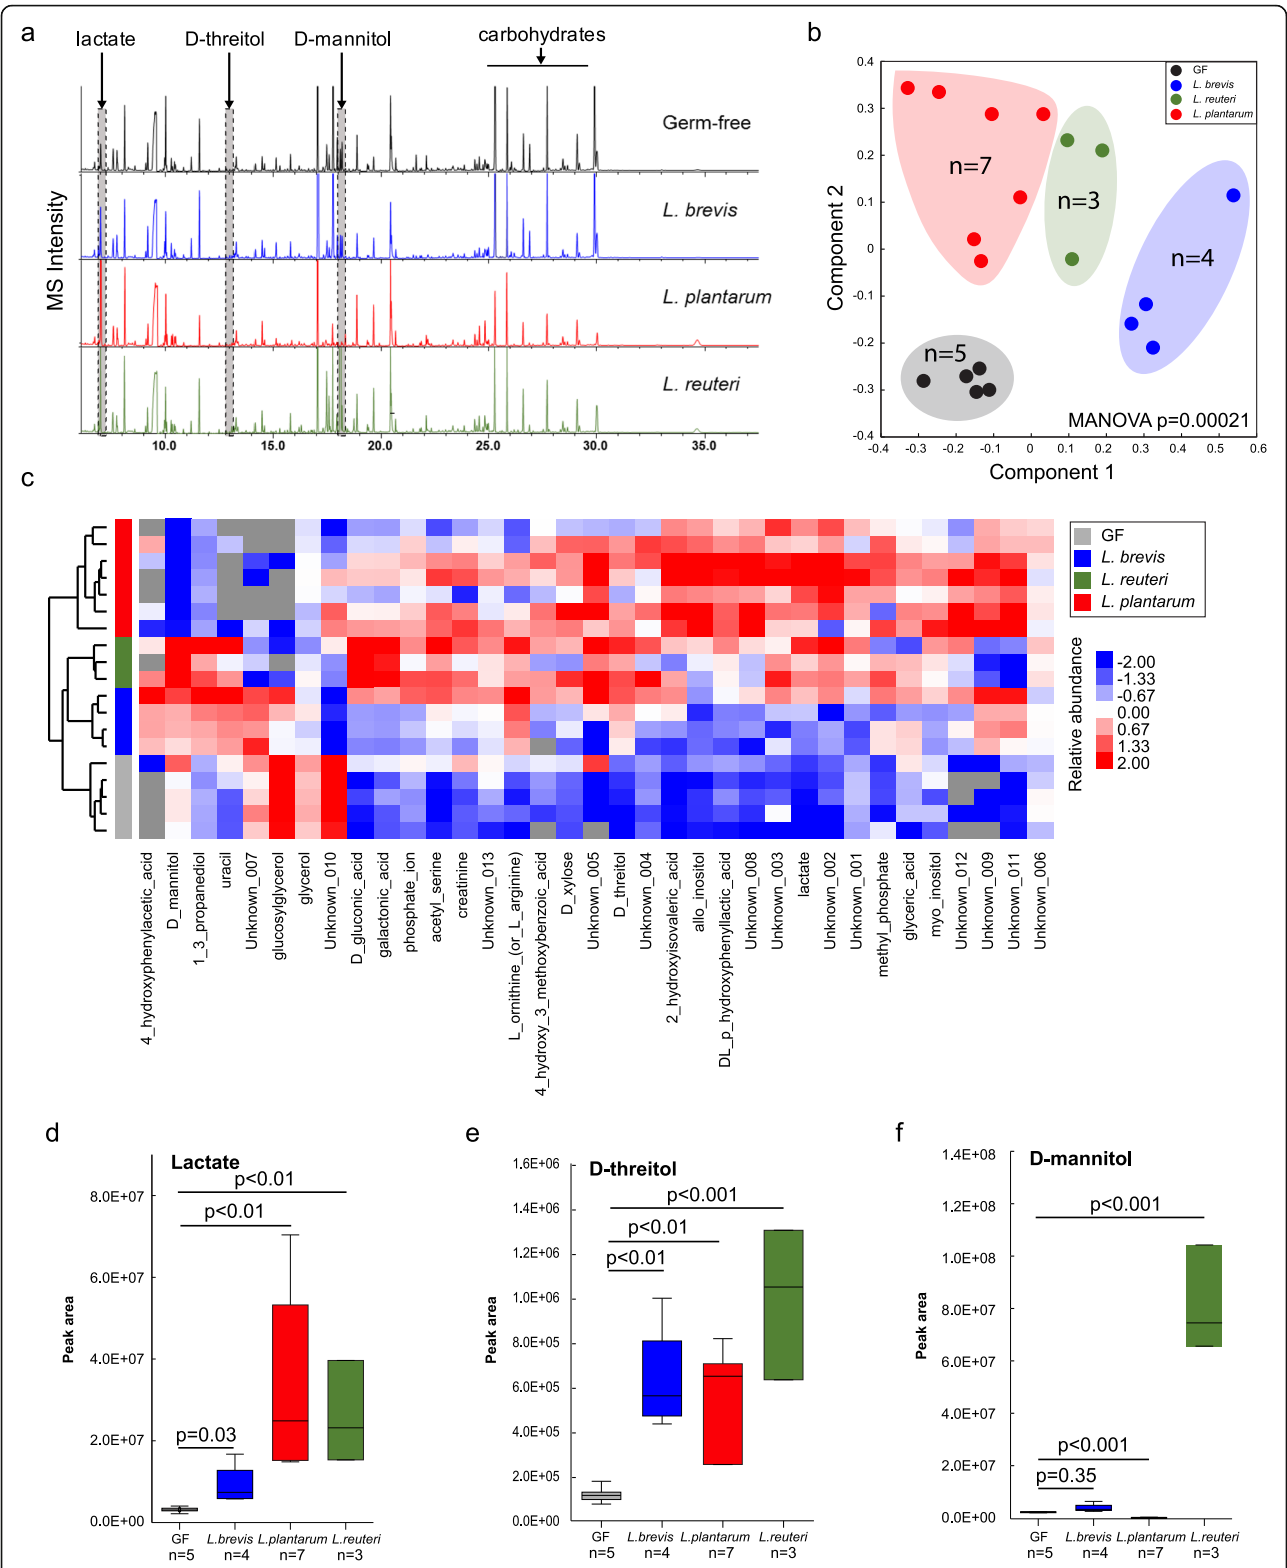 a
lactate
D-threitol
D-mannitol
carbohydrates
MS Intensity
Germ-free
L. brevis
L. plantarum
L. reuteri
10.0 15.0 20.0 25.0 30.0 35.0
b
Component 2
0.4
0.3
0.2
0.1
0
-0.1
-0.2
-0.3
-0.4
GF
L. brevis
L. reuteri
L. plantarum
n=7
n=3
n=4
n=5
MANOVA p=0.00021
-0.4 -0.3 -0.2 -0.1 0 0.1 0.2 0.3 0.4 0.5 0.6
Component 1
c
GF
L. brevis
L. reuteri
L. plantarum
Relative abundance
-2.00
-1.33
-0.67
0.00
0.67
1.33
2.00
4_hydroxyphenylacetic_acid
D_mannitol
1_3_propanediol
uracil
Unknown_007
glucosylglycerol
glycerol
Unknown_010
D_gluconic_acid
galactonic_acid
phosphate_ion
acetyl_serine
creatinine
Unknown_013
L_ornithine_(or_L_arginine)
4_hydroxy_3_methoxybenzoic_acid
D_xylose
Unknown_005
D_threitol
Unknown_004
2_hydroxyisovaleric_acid
allo_inositol
DL_p_hydroxyphenyllactic_acid
Unknown_008
Unknown_003
lactate
Unknown_002
Unknown_001
methyl_phosphate
glyceric_acid
myo_inositol
Unknown_012
Unknown_009
Unknown_011
Unknown_006
d
Lactate
Peak area
8.0E+07
6.0E+07
4.0E+07
2.0E+07
0.0E+00
p<0.01
p<0.01
p=0.03
GF L.brevis L.plantarum L.reuteri
n=5 n=4 n=7 n=3
e
D-threitol
Peak area
1.6E+06
1.4E+06
1.2E+06
1.0E+06
8.0E+05
6.0E+05
4.0E+05
2.0E+05
0.0E+00
p<0.001
p<0.01
p<0.01
GF L.brevis L.plantarum L.reuteri
n=5 n=4 n=7 n=3
f
D-mannitol
Peak area
1.4E+08
1.2E+08
1.0E+08
8.0E+07
6.0E+07
4.0E+07
2.0E+07
0.0E+00
p<0.001
p<0.001
p=0.35
GF L.brevis L.plantarum L.reuteri
n=5 n=4 n=7 n=3